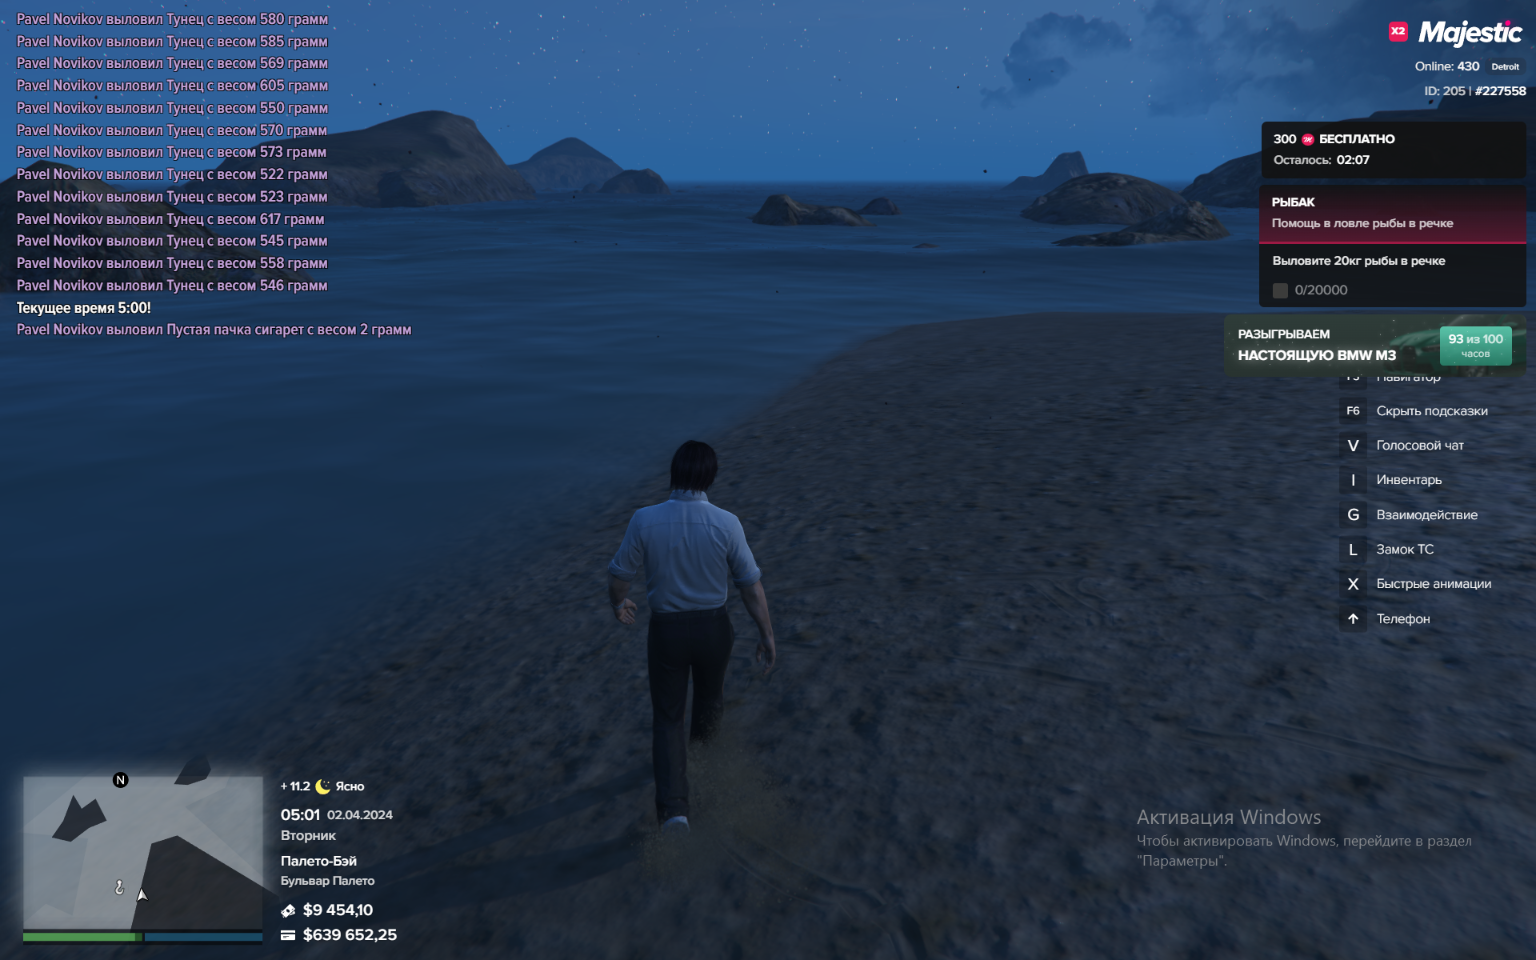 Pavel Novikov выловил Тунец с весом 580 грамм
Pavel Novikov выловил Тунец с весом 585 грамм
Pavel Novikov выловил Тунец с весом 569 грамм
Pavel Novikov выловил Тунец с весом 605 грамм
Pavel Novikov выловил Тунец с весом 550 грамм
Pavel Novikov выловил Тунец с весом 570 грамм
Pavel Novikov выловил Тунец с весом 573 грамм
Pavel Novikov выловил Тунец с весом 522 грамм
Pavel Novikov выловил Тунец с весом 523 грамм
Pavel Novikov выловил Тунец с весом 617 грамм
Pavel Novikov выловил Тунец с весом 545 грамм
Pavel Novikov выловил Тунец с весом 558 грамм
Pavel Novikov выловил Тунец с весом 546 грамм
Текущее время 5:00!
Pavel Novikov выловил Пустая пачка сигарет с весом 2 грамм
X2 Majestic
Online: 430 Detroit
ID: 205 | #227558
300 БЕСПЛАТНО
Осталось: 02:07
РЫБАК
Помощь в ловле рыбы в речке
Выловите 20кг рыбы в речке
0/20000
РАЗЫГРЫВАЕМ
НАСТОЯЩУЮ BMW M3
93 из 100
часов
Навигатор
F6 Скрыть подсказки
V Голосовой чат
I Инвентарь
G Взаимодействие
L Замок ТС
X Быстрые анимации
Телефон
N
+ 11.2 Ясно
05:01 02.04.2024
Вторник
Палето-Бэй
Бульвар Палето
$9 454,10
$639 652,25
Активация Windows
Чтобы активировать Windows, перейдите в раздел
"Параметры".